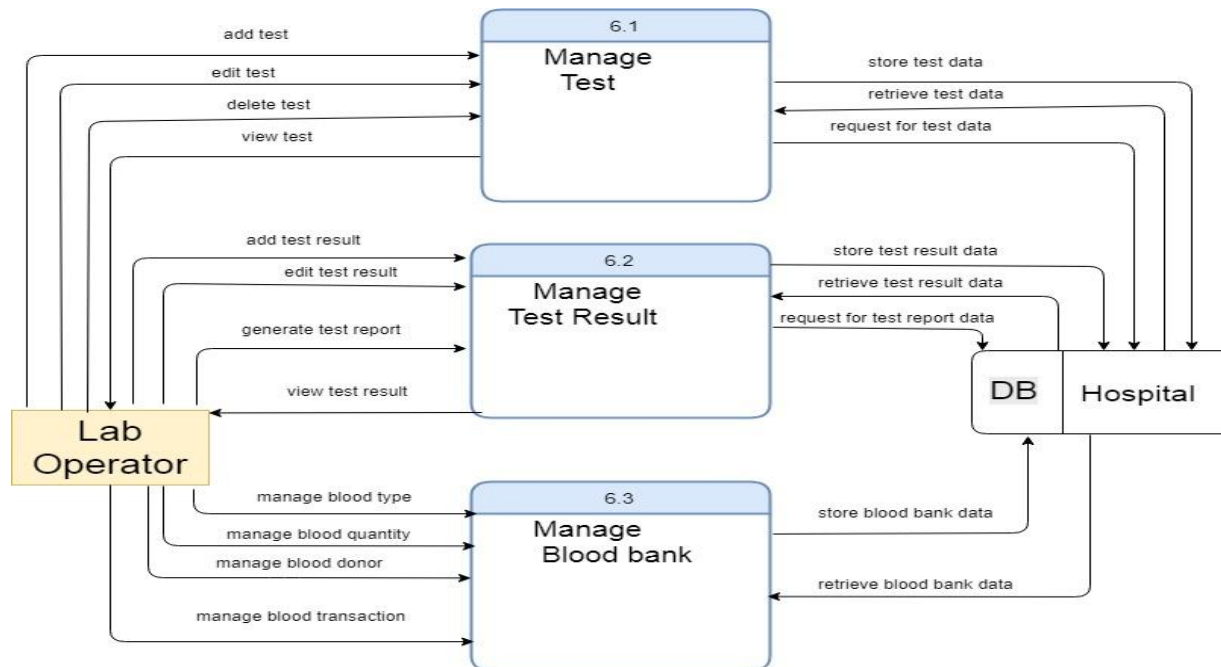 6.1
Manage
Test
add test
edit test
delete test
view test
store test data
retrieve test data
request for test data
6.2
Manage
Test Result
add test result
edit test result
generate test report
view test result
store test result data
retrieve test result data
request for test report data
Lab
Operator
DB
Hospital
6.3
Manage
Blood bank
manage blood type
manage blood quantity
manage blood donor
manage blood transaction
store blood bank data
retrieve blood bank data